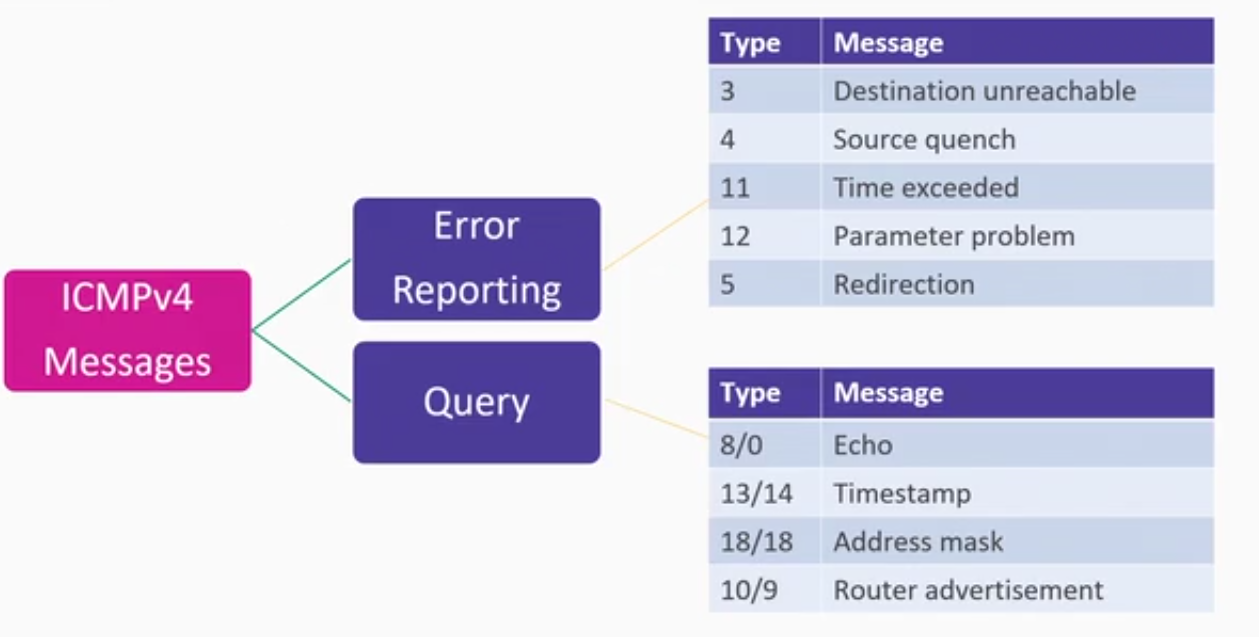 ICMPv4
Messages
Error
Reporting
Query
Type Message
3 Destination unreachable
4 Source quench
11 Time exceeded
12 Parameter problem
5 Redirection
Type Message
8/0 Echo
13/14 Timestamp
18/18 Address mask
10/9 Router advertisement